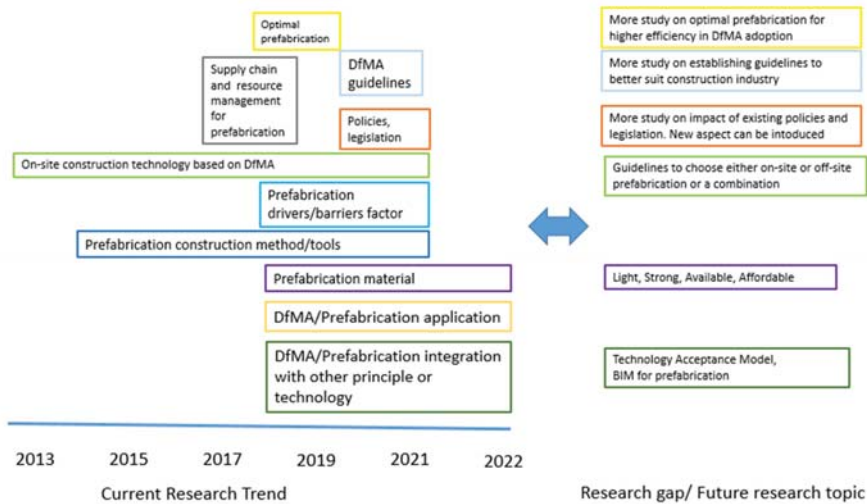 Optimal
prefabrication
Supply chain
and resource
management
for
prefabrication
DfMA
guidelines
Policies,
legislation
On-site construction technology based on DfMA
Prefabrication
drivers/barriers factor
Prefabrication construction method/tools
Prefabrication material
DfMA/Prefabrication application
DfMA/Prefabrication integration
with other principle or
technology
2013
2015
2017
2019
2021
2022
Current Research Trend
More study on optimal prefabrication for
higher efficiency in DfMA adoption
More study on establishing guidelines to
better suit construction industry
More study on impact of existing policies and
legislation. New aspect can be intoduced
Guidelines to choose either on-site or off-site
prefabrication or a combination
Light, Strong, Available, Affordable
Technology Acceptance Model,
BIM for prefabrication
Research gap/ Future research topic